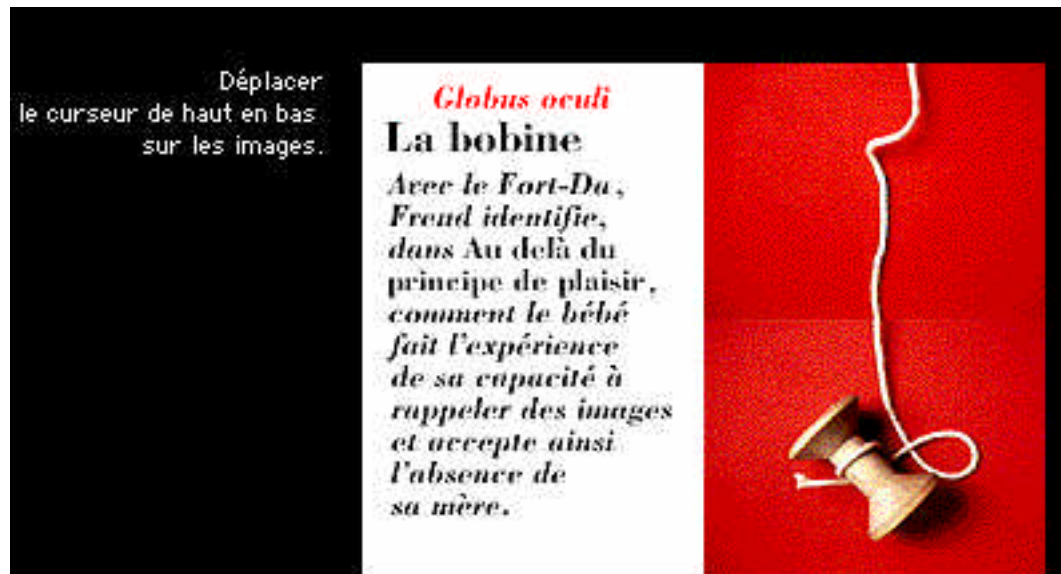 Déplacer
le curseur de haut en bas
sur les images.
Globus oculi
La bobine
Avec le Fort-Da,
Freud identifie,
dans Au delà du
principe de plaisir,
comment le bébé
fait l'expérience
de sa capacité à
rappeler des images
et accepte ainsi
l'absence de
sa mère.